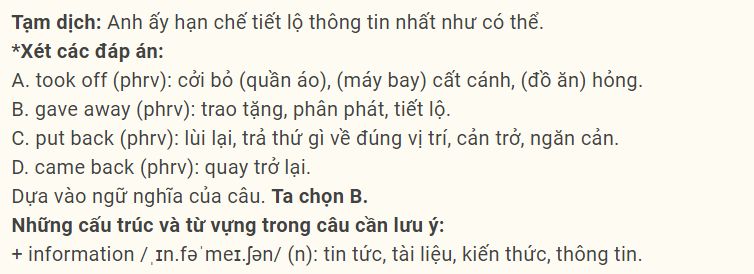 Tạm dịch: Anh ấy hạn chế tiết lộ thông tin nhất như có thể.
*Xét các đáp án:
A. took off (phrv): cởi bỏ (quần áo), (máy bay) cất cánh, (đồ ăn) hỏng.
B. gave away (phrv): trao tặng, phân phát, tiết lộ.
C. put back (phrv): lùi lại, trả thứ gì về đúng vị trí, cản trở, ngăn cản.
D. came back (phrv): quay trở lại.
Dựa vào ngữ nghĩa của câu. Ta chọn B.
Những cấu trúc và từ vựng trong câu cần lưu ý:
+ information /ˌɪn.fəˈmeɪ.ʃən/ (n): tin tức, tài liệu, kiến thức, thông tin.